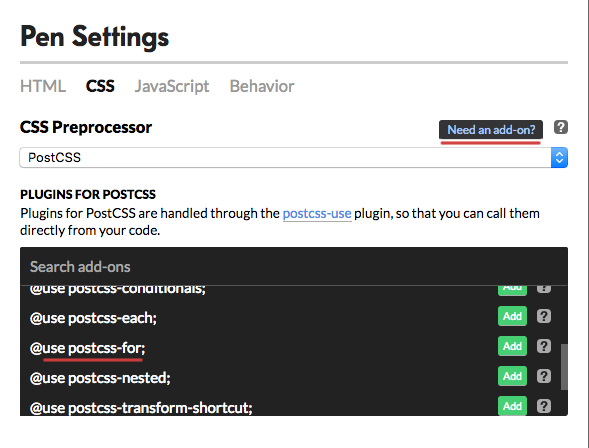 Pen Settings
HTML CSS JavaScript Behavior
CSS Preprocessor Need an add-on? ?
PostCSS
PLUGINS FOR POSTCSS
Plugins for PostCSS are handled through the postcss-use plugin, so that you can call them
directly from your code.
Search add-ons
@use postcss-conditionals; Add ?
@use postcss-each; Add ?
@use postcss-for; Add ?
@use postcss-nested; Add ?
@use postcss-transform-shortcut; Add ?